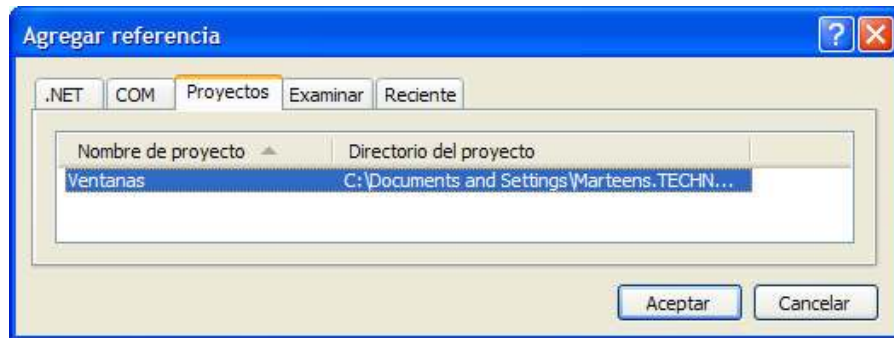 Agregar referencia
.NET COM Proyectos Examinar Reciente
Nombre de proyecto Directorio del proyecto
Ventanas C:\Documents and Settings\Marteens.TECHN...
Aceptar Cancelar